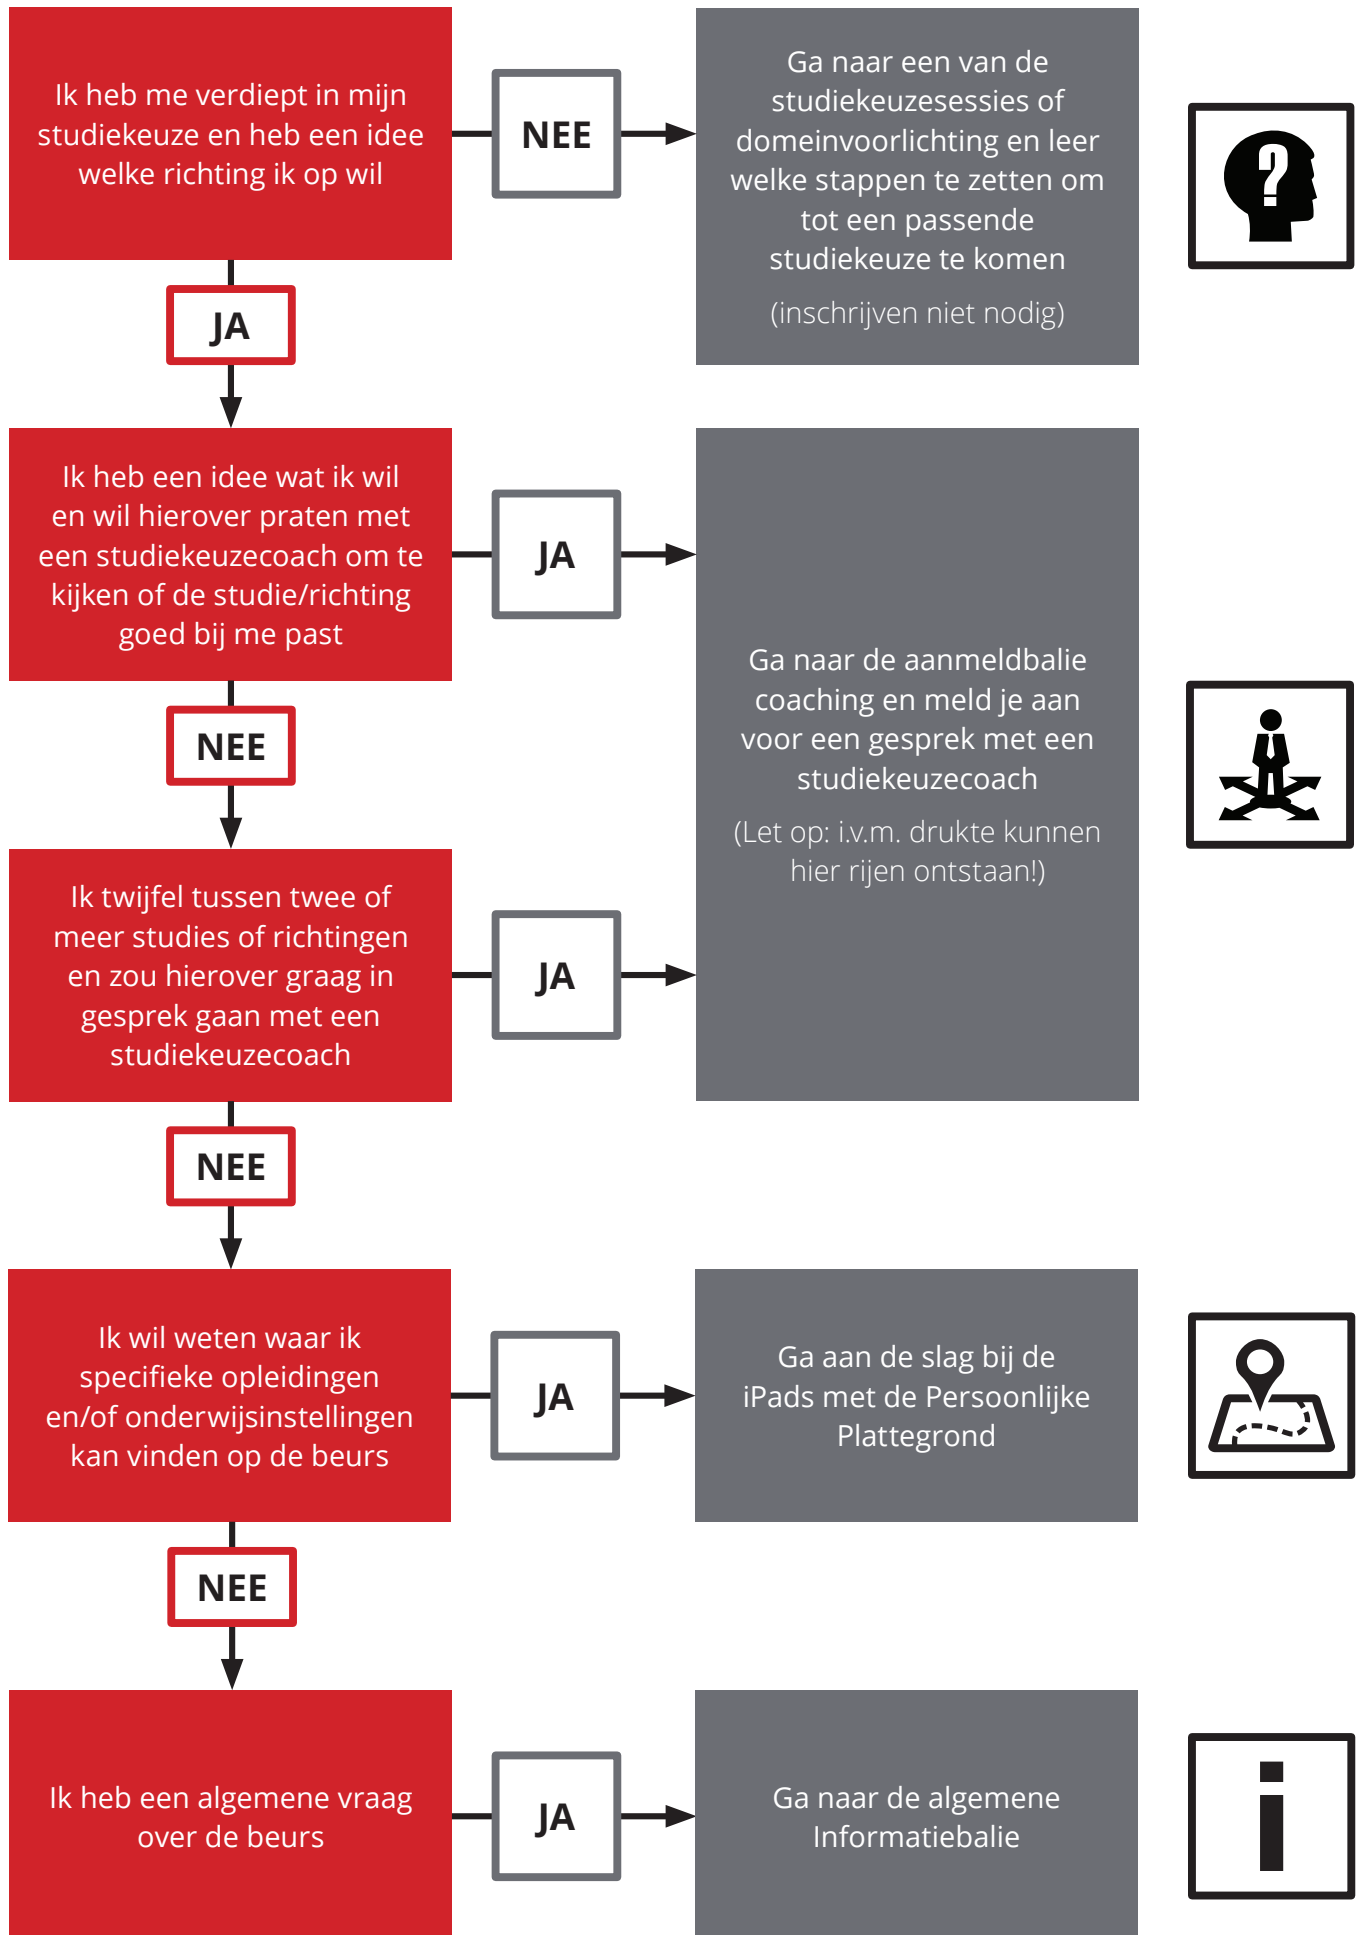 Ik heb me verdiept in mijn
studiekeuze en heb een idee
welke richting ik op wil
NEE
Ga naar een van de
studiekeuzesessies of
domeinvoorlichting en leer
welke stappen te zetten om
tot een passende
studiekeuze te komen
(inschrijven niet nodig)
?
JA
Ik heb een idee wat ik wil
en wil hierover praten met
een studiekeuzecoach om te
kijken of de studie/richting
goed bij me past
JA
Ga naar de aanmeldbalie
coaching en meld je aan
voor een gesprek met een
studiekeuzecoach
(Let op: i.v.m. drukte kunnen
hier rijen ontstaan!)
NEE
Ik twijfel tussen twee of
meer studies of richtingen
en zou hierover graag in
gesprek gaan met een
studiekeuzecoach
JA
NEE
Ik wil weten waar ik
specifieke opleidingen
en/of onderwijsinstellingen
kan vinden op de beurs
JA
Ga aan de slag bij de
iPads met de Persoonlijke
Plattegrond
NEE
Ik heb een algemene vraag
over de beurs
JA
Ga naar de algemene
Informatiebalie
i